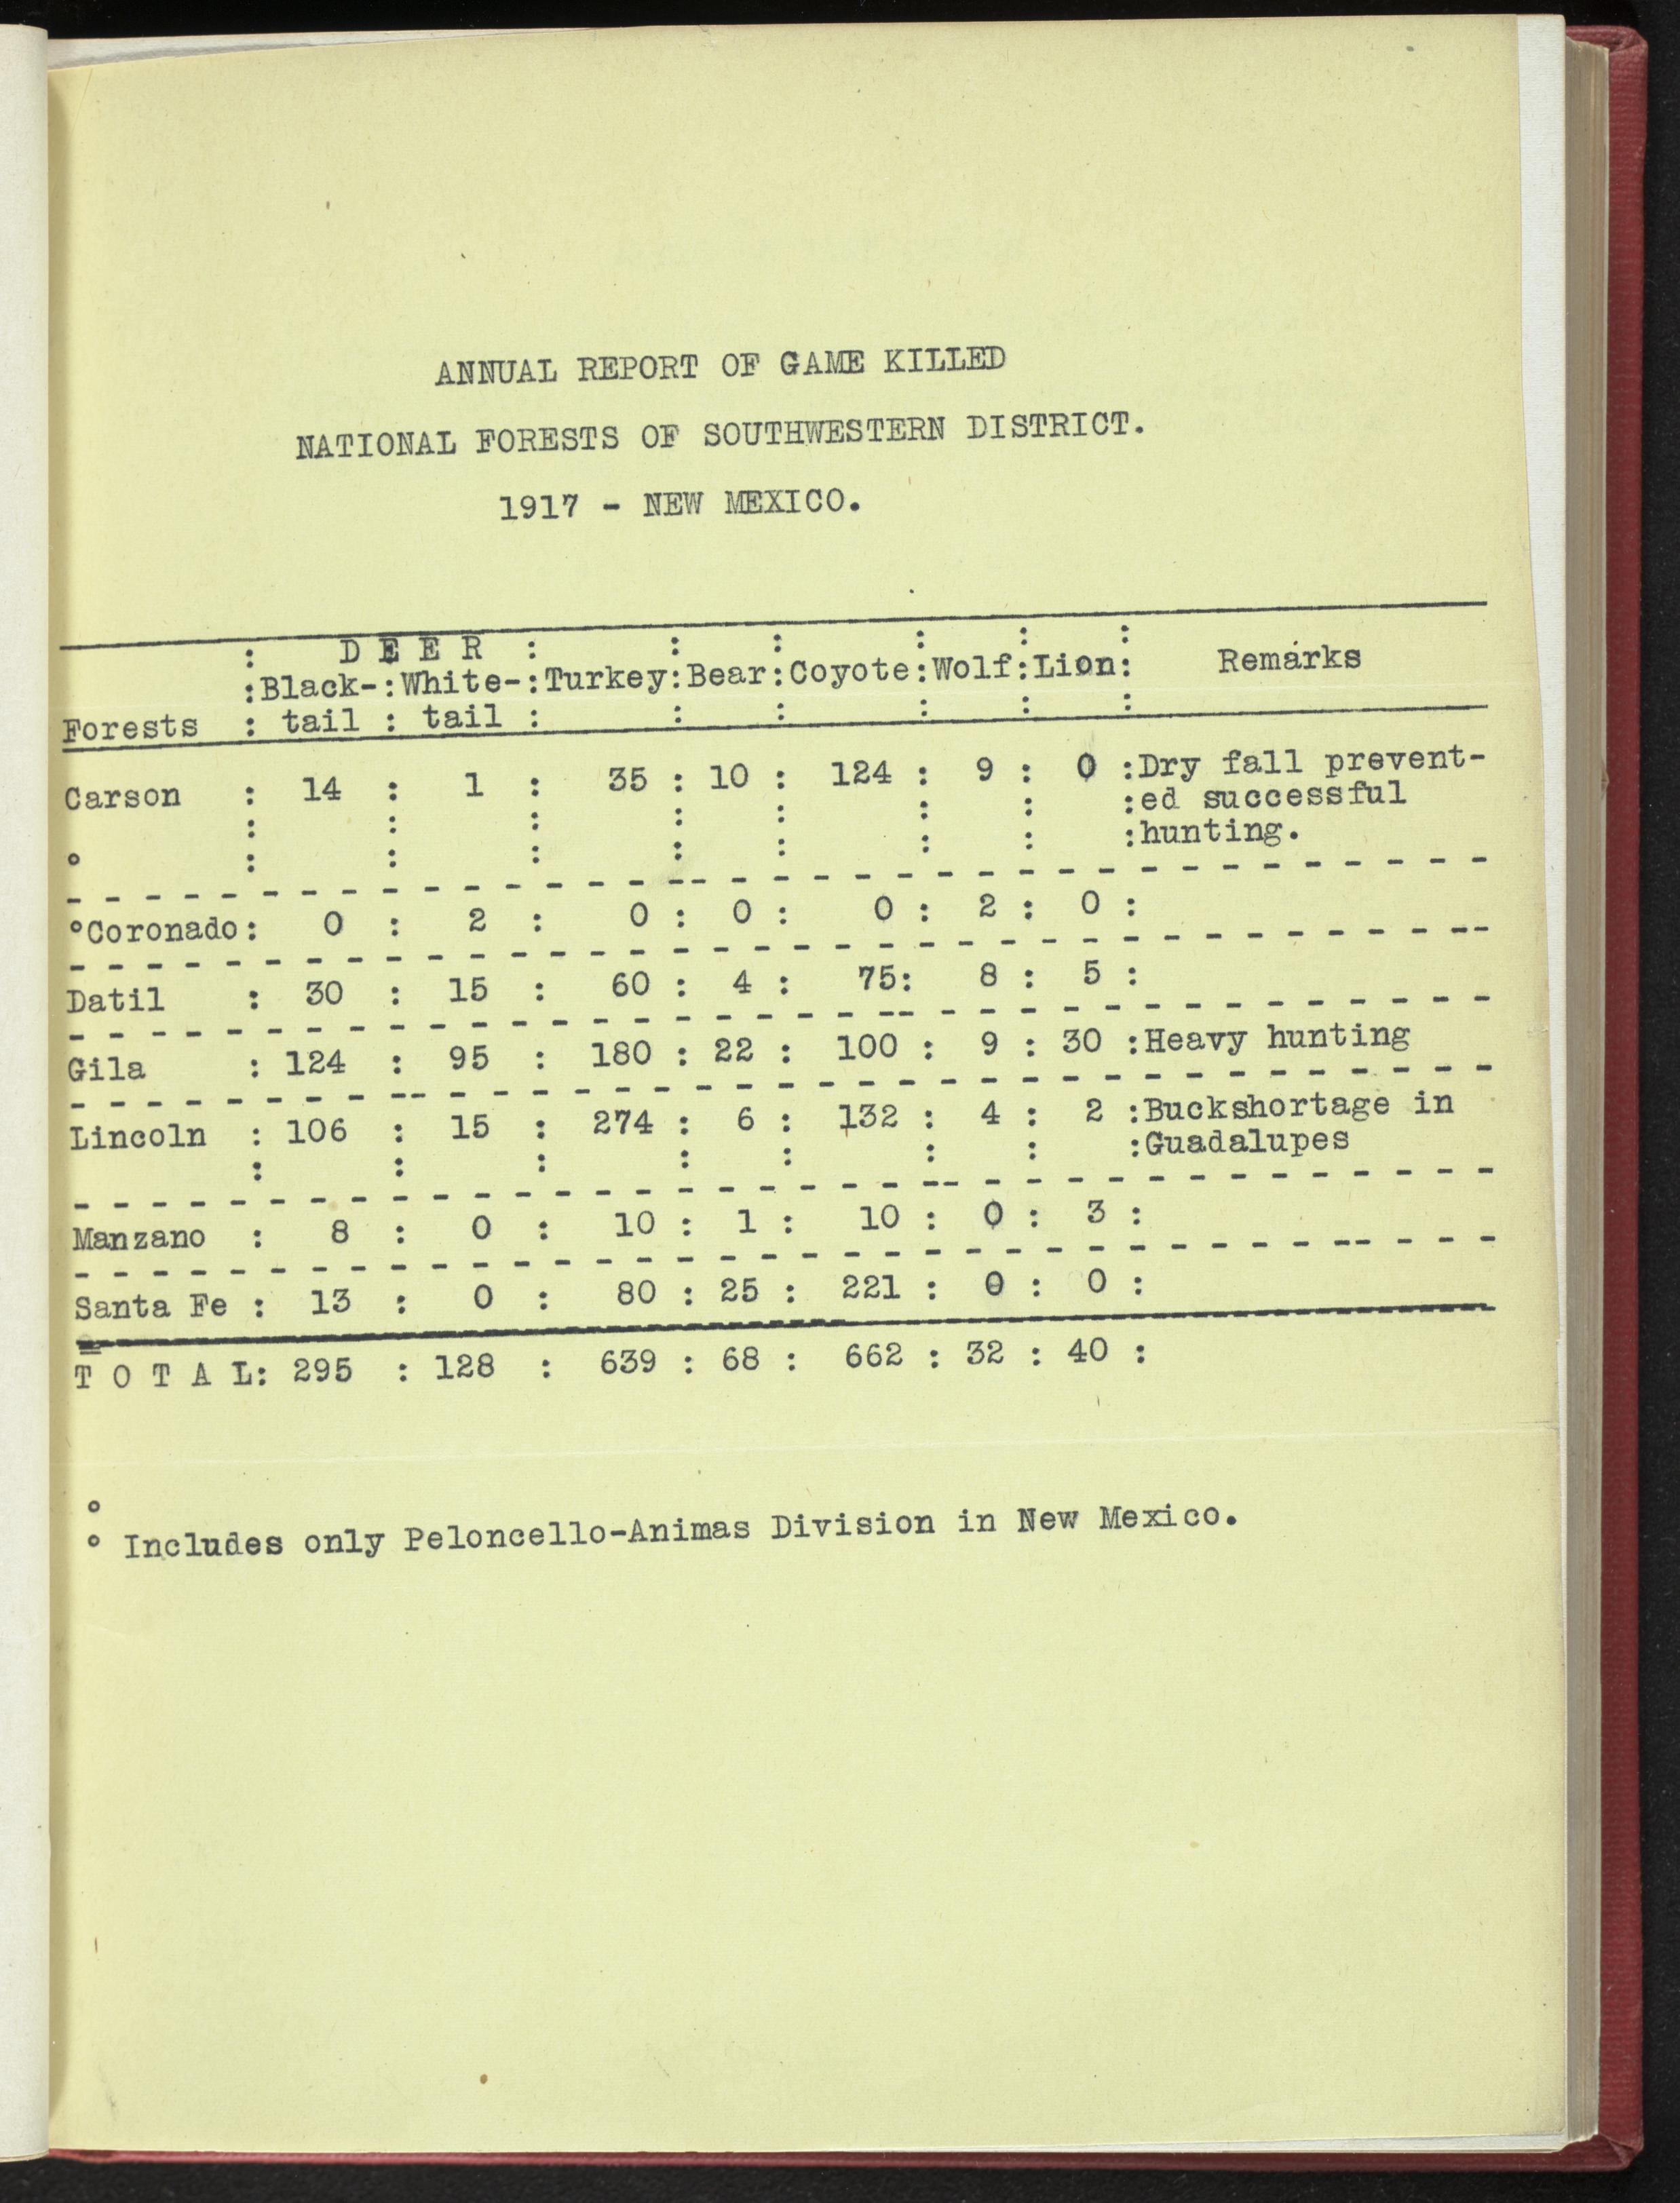 ANNUAL REPORT OF GAME KILLED
NATIONAL FORESTS OF SOUTHWESTERN DISTRICT.
1917 - NEW MEXICO.
: D E E R : : : : : :
:Black-:White-:Turkey:Bear:Coyote:Wolf:Lion: Remarks
Forests : tail : tail : : : : : :
Carson : 14 : 1 : 35 : 10 : 124 : 9 : 0 :Dry fall prevent-
: : : : : : : :ed successful
° : : : : : : : :hunting.
°Coronado: 0 : 2 : 0 : 0 : 0 : 2 : 0 :
Datil : 30 : 15 : 60 : 4 : 75: 8 : 5 :
Gila : 124 : 95 : 180 : 22 : 100 : 9 : 30 :Heavy hunting
Lincoln : 106 : 15 : 274 : 6 : 132 : 4 : 2 :Buckshortage in
: : : : : : : :Guadalupes
Manzano : 8 : 0 : 10 : 1 : 10 : 0 : 3 :
Santa Fe : 13 : 0 : 80 : 25 : 221 : 0 : 0 :
T O T A L: 295 : 128 : 639 : 68 : 662 : 32 : 40 :
°
° Includes only Peloncello-Animas Division in New Mexico.